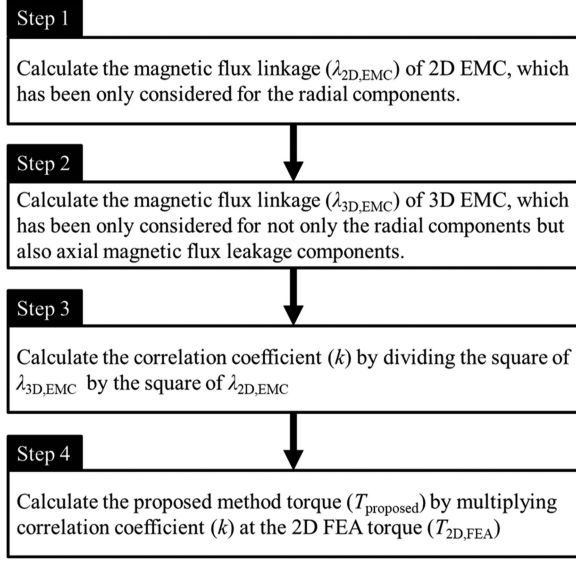 Step 1
Calculate the magnetic flux linkage (λ2D,EMC) of 2D EMC, which
has been only considered for the radial components.
Step 2
Calculate the magnetic flux linkage (λ3D,EMC) of 3D EMC, which
has been only considered for not only the radial components but
also axial magnetic flux leakage components.
Step 3
Calculate the correlation coefficient (k) by dividing the square of
λ3D,EMC by the square of λ2D,EMC
Step 4
Calculate the proposed method torque (Tproposed) by multiplying
correlation coefficient (k) at the 2D FEA torque (T2D,FEA)